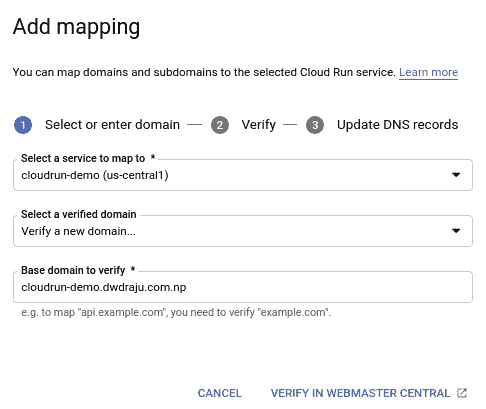 Add mapping
You can map domains and subdomains to the selected Cloud Run service. Learn more
1 Select or enter domain — 2 Verify — 3 Update DNS records
Select a service to map to *
cloudrun-demo (us-central1)
Select a verified domain
Verify a new domain...
Base domain to verify *
cloudrun-demo.dwdraju.com.np
e.g. to map "api.example.com", you need to verify "example.com".
CANCEL VERIFY IN WEBMASTER CENTRAL